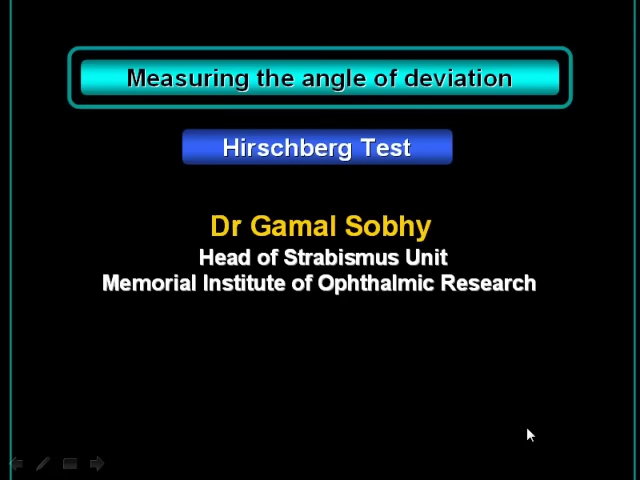 Measuring the angle of deviation
Hirschberg Test
Dr Gamal Sobhy
Head of Strabismus Unit
Memorial Institute of Ophthalmic Research